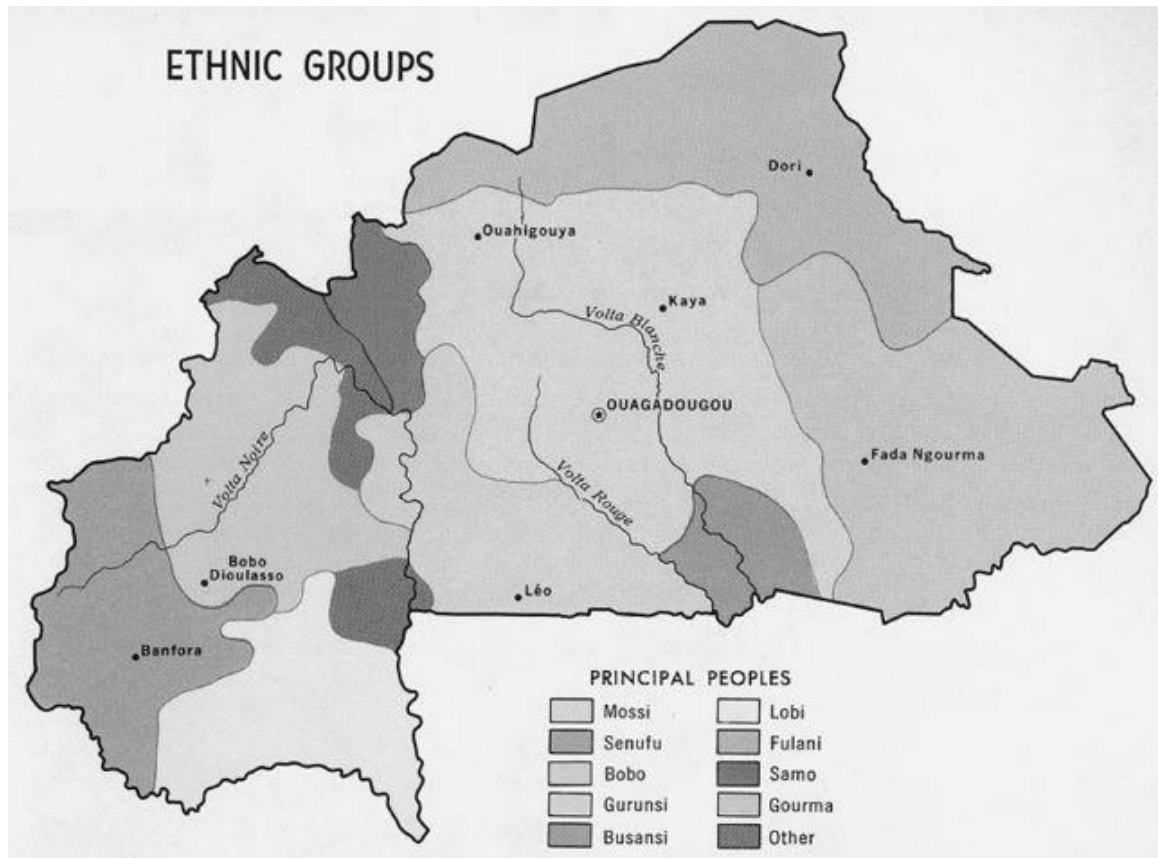 ETHNIC GROUPS
Dori
Ouahigouya
Kaya
Volta Blanche
OUAGADOUGOU
Fada Ngourma
Volta Noire
Volta Rouge
Bobo
Dioulasso
Léo
Banfora
PRINCIPAL PEOPLES
Mossi
Lobi
Senufu
Fulani
Bobo
Samo
Gurunsi
Gourma
Busansi
Other